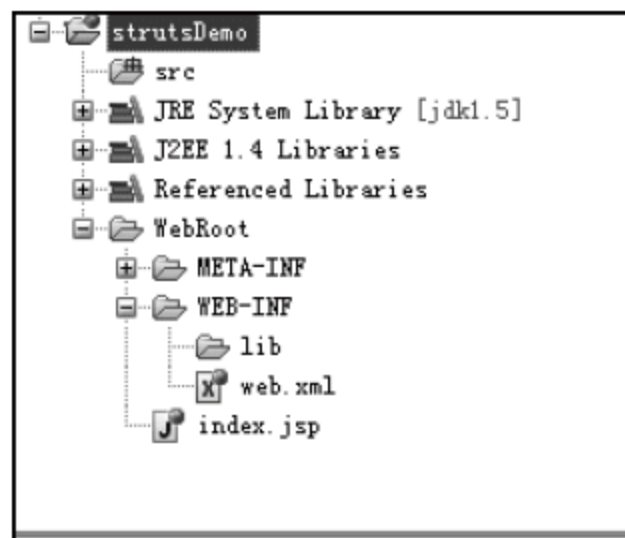 strutsDemo
src
JRE System Library [jdk1.5]
J2EE 1.4 Libraries
Referenced Libraries
WebRoot
META-INF
WEB-INF
lib
web.xml
index.jsp